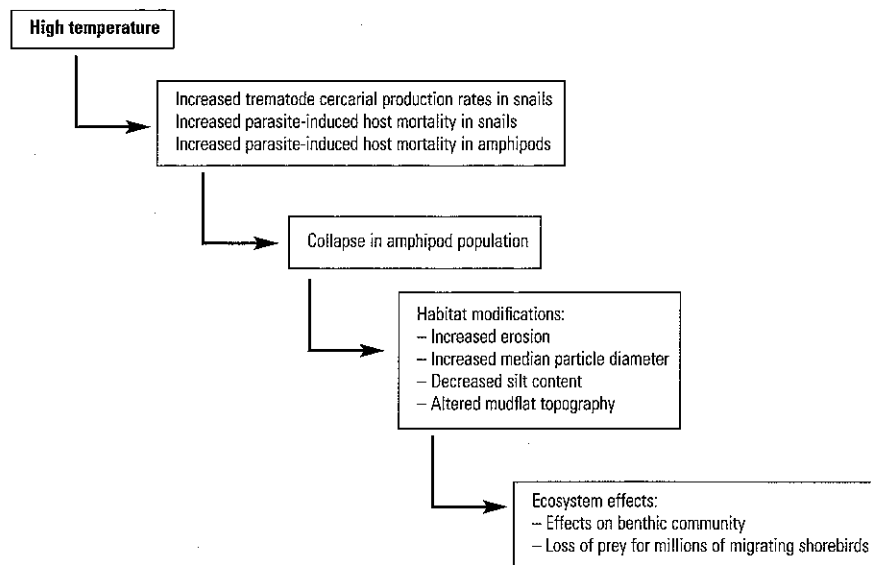 High temperature
Increased trematode cercarial production rates in snails
Increased parasite-induced host mortality in snails
Increased parasite-induced host mortality in amphipods
Collapse in amphipod population
Habitat modifications:
– Increased erosion
– Increased median particle diameter
– Decreased silt content
– Altered mudflat topography
Ecosystem effects:
– Effects on benthic community
– Loss of prey for millions of migrating shorebirds